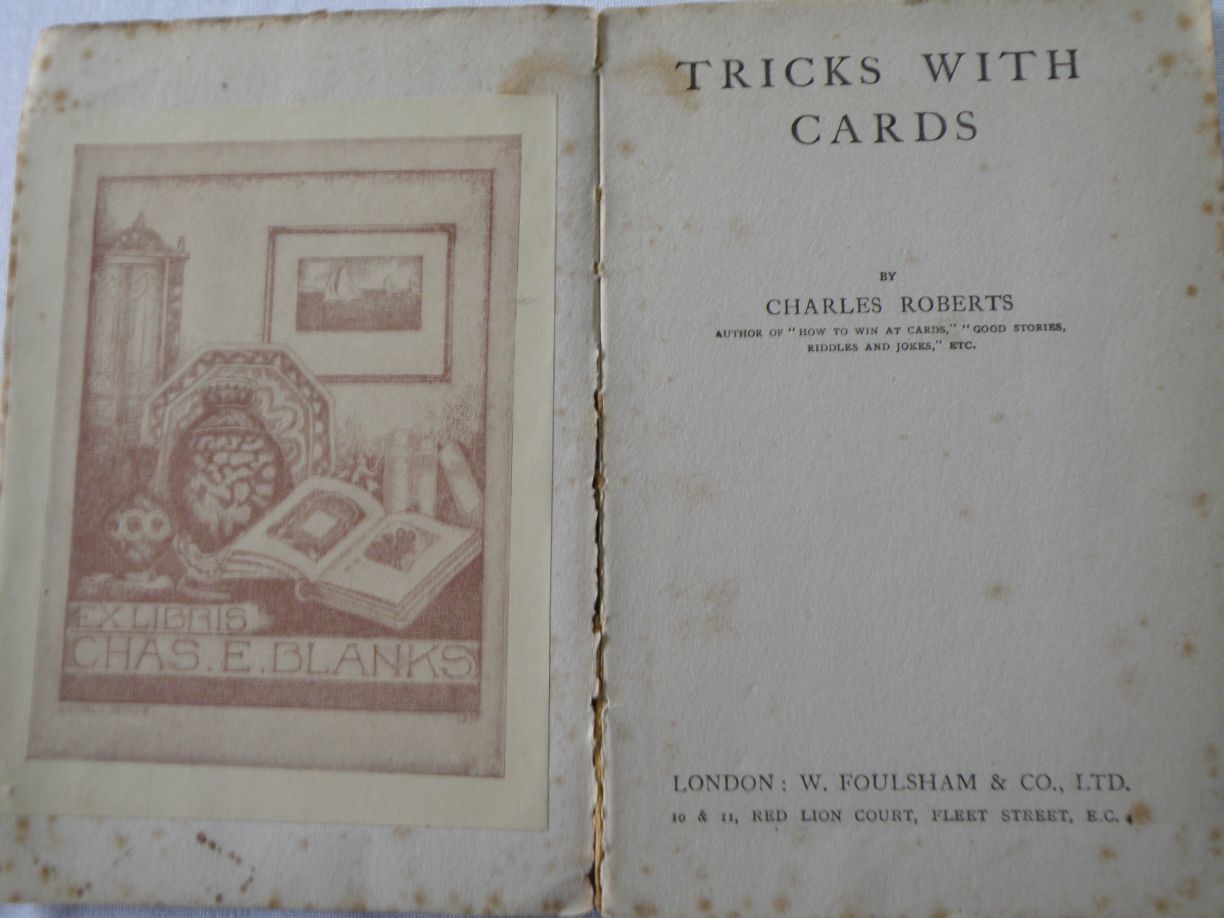 EX LIBRIS
CHAS. E. BLANKS
TRICKS WITH
CARDS
BY
CHARLES ROBERTS
AUTHOR OF "HOW TO WIN AT CARDS," "GOOD STORIES,
RIDDLES AND JOKES," ETC.
LONDON: W. FOULSHAM & CO., LTD.
10 & 11, RED LION COURT, FLEET STREET, E.C. 4